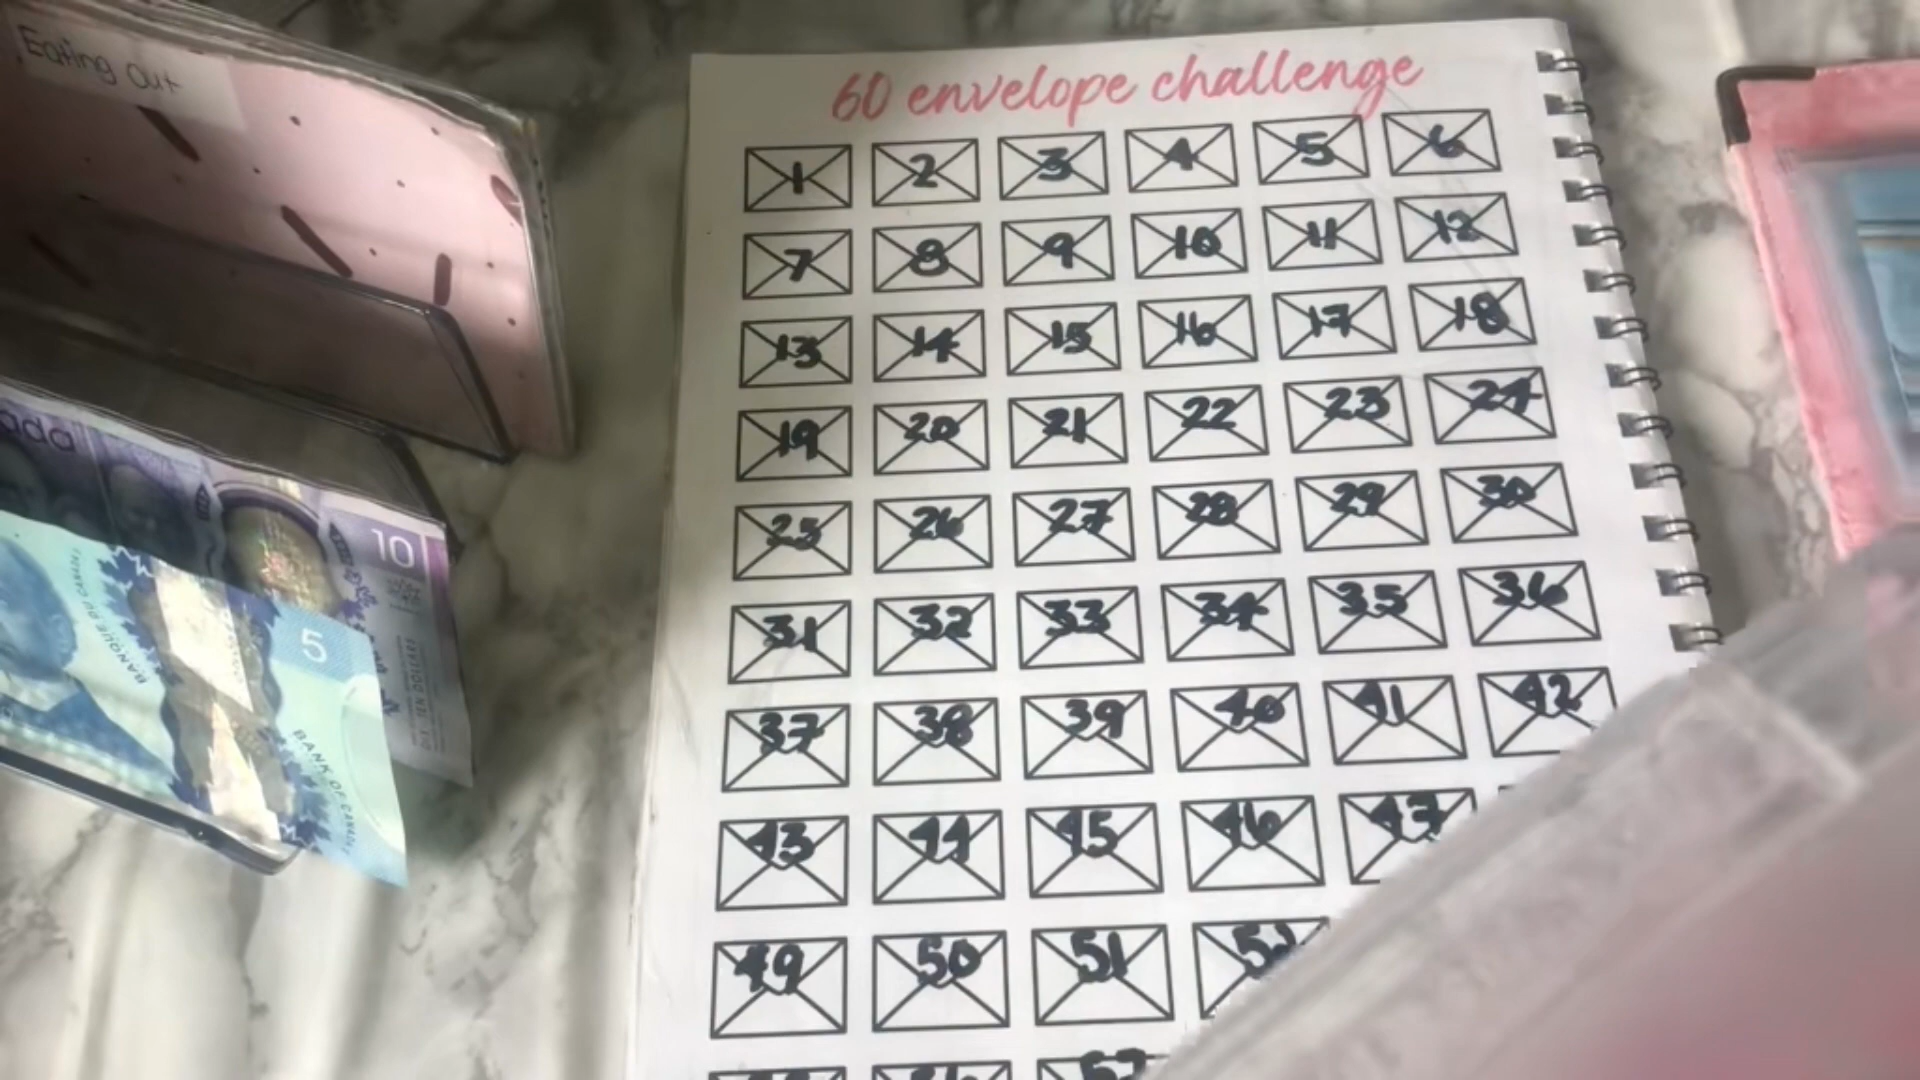 Eating Out
60 envelope challenge
1 2 3 4 5 6
7 8 9 10 11 12
13 14 15 16 17 18
19 20 21 22 23 24
25 26 27 28 29 30
31 32 33 34 35 36
37 38 39 40 41 42
43 44 45 46 47
49 50 51 52
57
ada
10
5
BANQUE DU CANADA
BANK OF CANADA